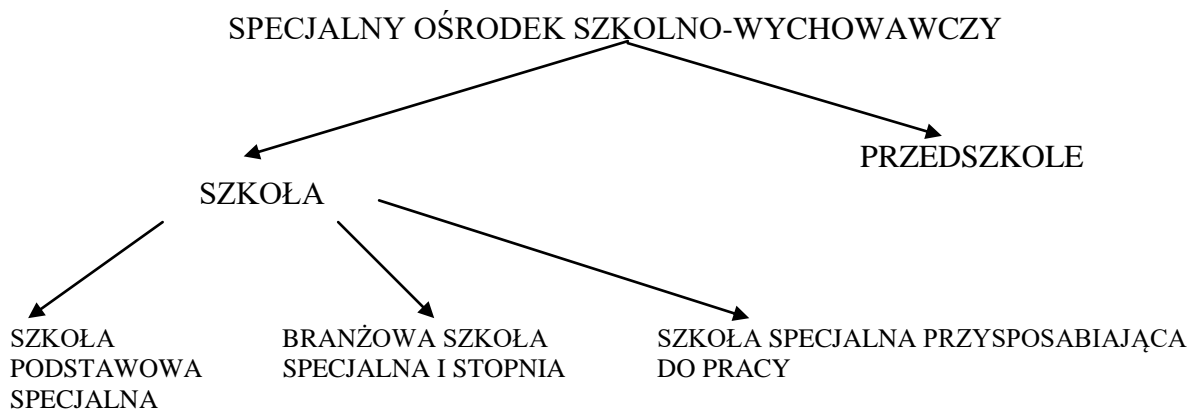 SPECJALNY OŚRODEK SZKOLNO-WYCHOWAWCZY
PRZEDSZKOLE
SZKOŁA
SZKOŁA
PODSTAWOWA
SPECJALNA
BRANŻOWA SZKOŁA
SPECJALNA I STOPNIA
SZKOŁA SPECJALNA PRZYSPOSABIAJĄCA
DO PRACY